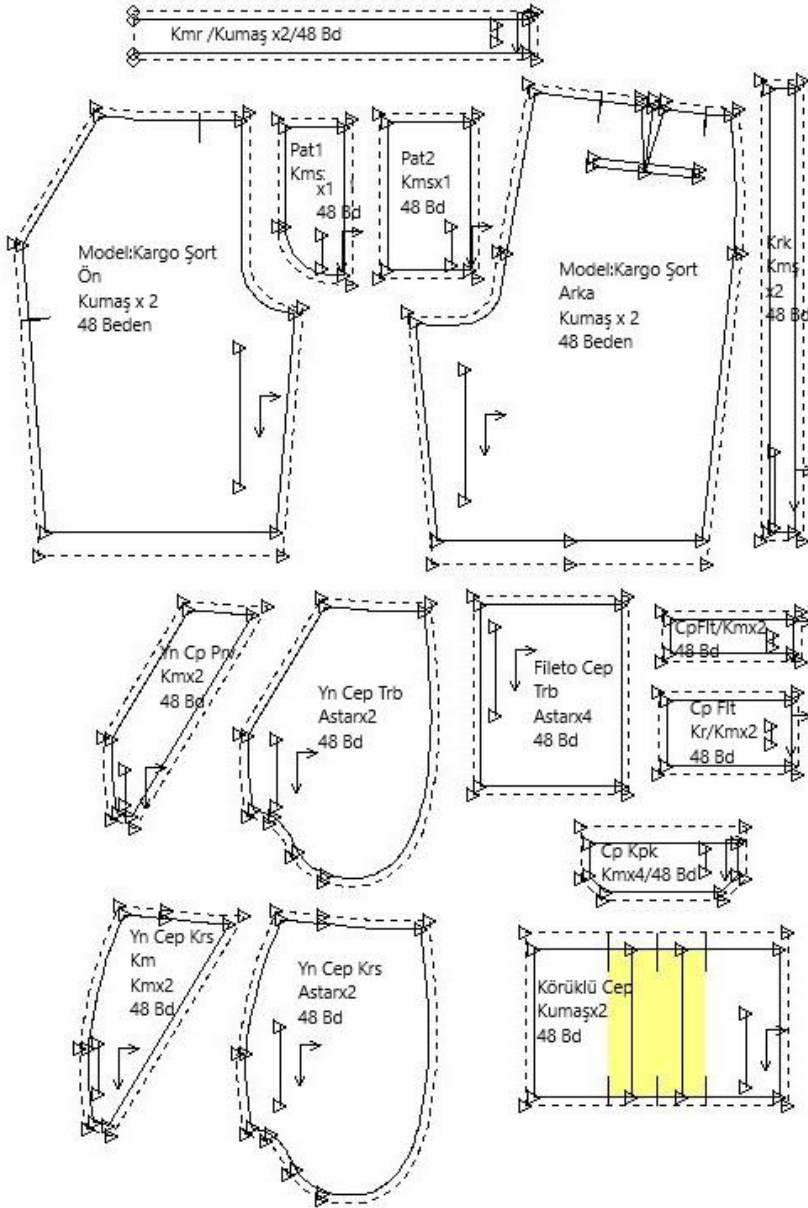 Kmr /Kumaş x2/48 Bd
Model:Kargo Şort
Ön
Kumaş x 2
48 Beden
Pat1
Kms:
x1
48 Bd
Pat2
Kmsx1
48 Bd
Model:Kargo Şort
Arka
Kumaş x 2
48 Beden
Krk
Kmş
x2
48 Bd
Yn Cp Prv
Kmx2
48 Bd
Yn Cep Trb
Astarx2
48 Bd
Fileto Cep
Trb
Astarx4
48 Bd
CpFlt/Kmx2
48 Bd
Cp Flt
Kr/Kmx2
48 Bd
Cp Kpk
Kmx4/48 Bd
Yn Cep Krs
Km
Kmx2
48 Bd
Yn Cep Krs
Astarx2
48 Bd
Körüklü Cep
Kumaşx2
48 Bd